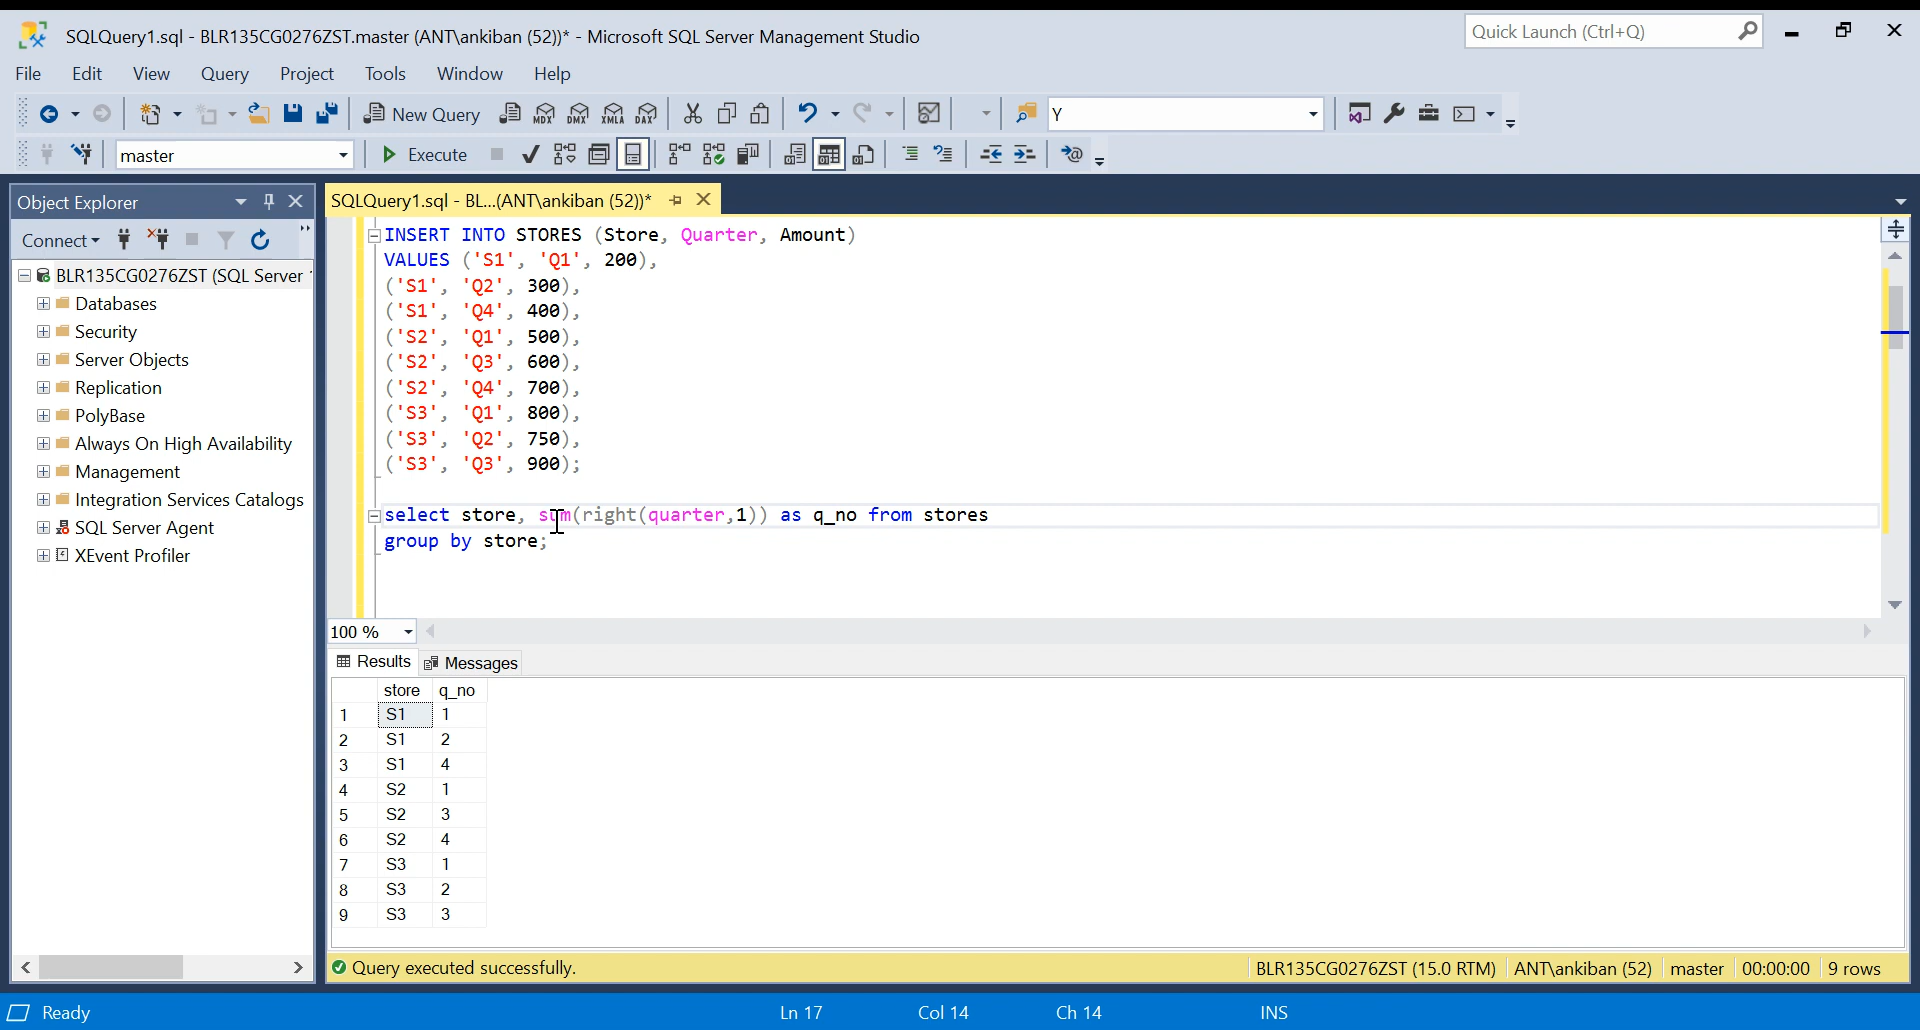 SQLQuery1.sql - BLR135CG0276ZST.master (ANT\ankiban (52))* - Microsoft SQL Server Management Studio
Quick Launch (Ctrl+Q)
File Edit View Query Project Tools Window Help
New Query MDX DMX XMLA DAX Y
master Execute
Object Explorer
SQLQuery1.sql - BL...(ANT\ankiban (52))*
Connect
BLR135CG0276ZST (SQL Server
Databases
Security
Server Objects
Replication
PolyBase
Always On High Availability
Management
Integration Services Catalogs
SQL Server Agent
XEvent Profiler
INSERT INTO STORES (Store, Quarter, Amount)
VALUES ('S1', 'Q1', 200),
('S1', 'Q2', 300),
('S1', 'Q4', 400),
('S2', 'Q1', 500),
('S2', 'Q3', 600),
('S2', 'Q4', 700),
('S3', 'Q1', 800),
('S3', 'Q2', 750),
('S3', 'Q3', 900);
select store, sum(right(quarter,1)) as q_no from stores
group by store;
100 %
Results Messages
store q_no
1 S1 1
2 S1 2
3 S1 4
4 S2 1
5 S2 3
6 S2 4
7 S3 1
8 S3 2
9 S3 3
Query executed successfully. BLR135CG0276ZST (15.0 RTM) ANT\ankiban (52) master 00:00:00 9 rows
Ready Ln 17 Col 14 Ch 14 INS